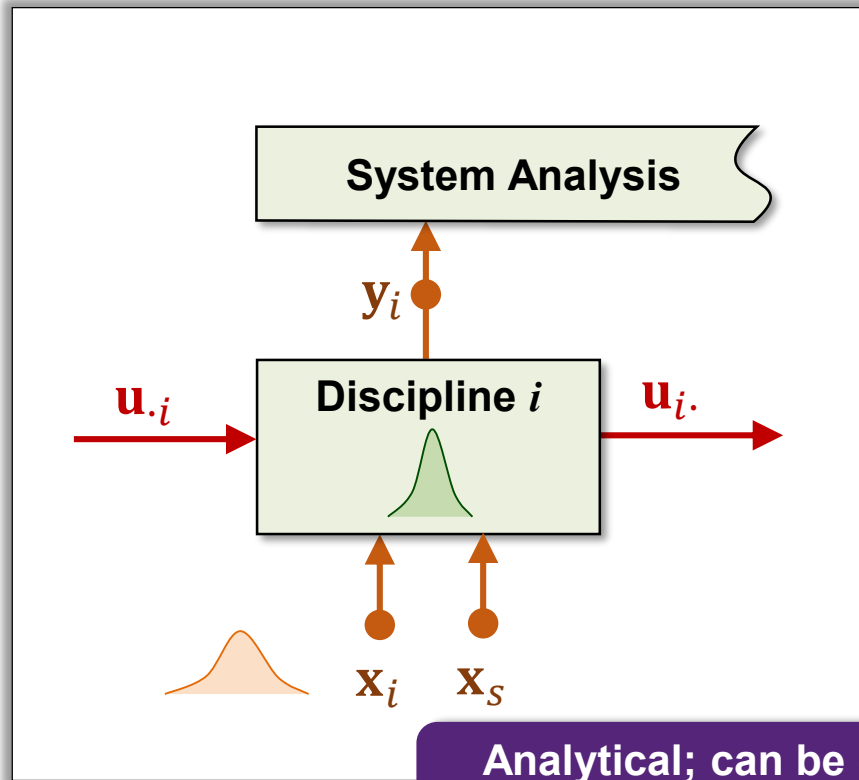 System Analysis
𝐲ᵢ
Discipline i
𝐮.ᵢ
𝐮ᵢ.
𝐱ᵢ
𝐱ₛ
Analytical; can be